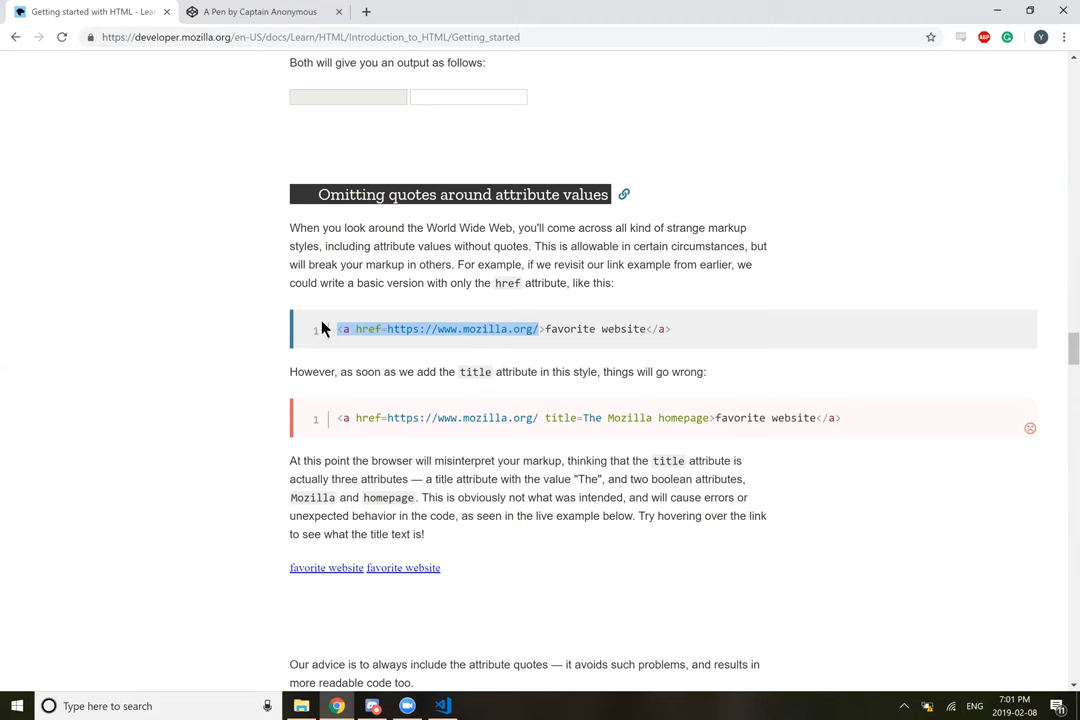 Getting started with HTML - Lea
A Pen by Captain Anonymous
https://developer.mozilla.org/en-US/docs/Learn/HTML/Introduction_to_HTML/Getting_started
ABP
G
Y
Both will give you an output as follows:
Omitting quotes around attribute values
When you look around the World Wide Web, you'll come across all kind of strange markup
styles, including attribute values without quotes. This is allowable in certain circumstances, but
will break your markup in others. For example, if we revisit our link example from earlier, we
could write a basic version with only the href attribute, like this:
1 <a href=https://www.mozilla.org/>favorite website</a>
However, as soon as we add the title attribute in this style, things will go wrong:
1 <a href=https://www.mozilla.org/ title=The Mozilla homepage>favorite website</a>
At this point the browser will misinterpret your markup, thinking that the title attribute is
actually three attributes — a title attribute with the value "The", and two boolean attributes,
Mozilla and homepage. This is obviously not what was intended, and will cause errors or
unexpected behavior in the code, as seen in the live example below. Try hovering over the link
to see what the title text is!
favorite website favorite website
Our advice is to always include the attribute quotes — it avoids such problems, and results in
more readable code too.
Type here to search
ENG
7:01 PM
2019-02-08
11